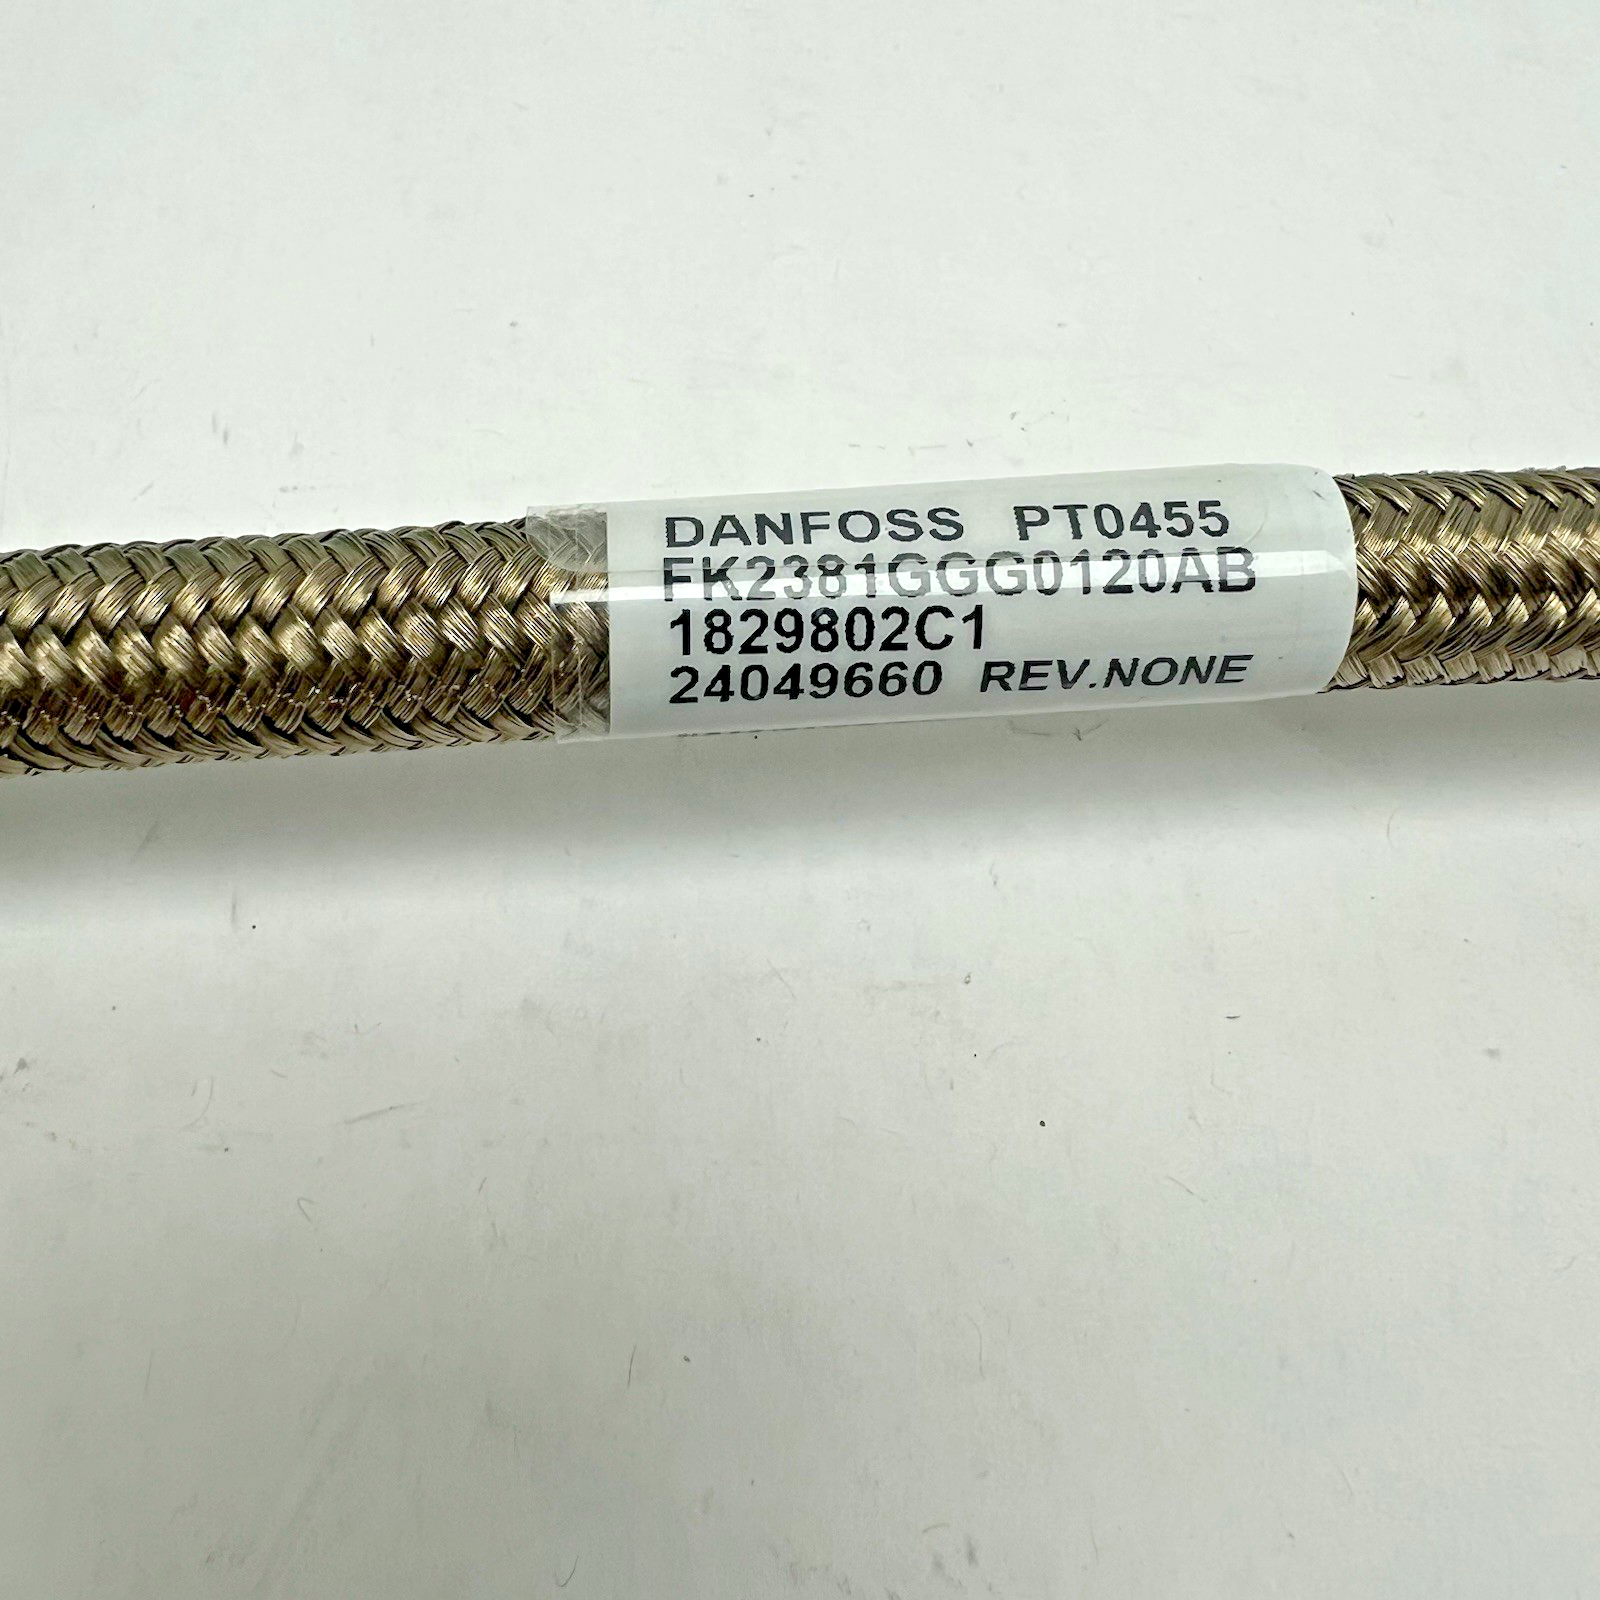 DANFOSS PT0455
FK2381GGG0120AB
1829802C1
24049660 REV.NONE